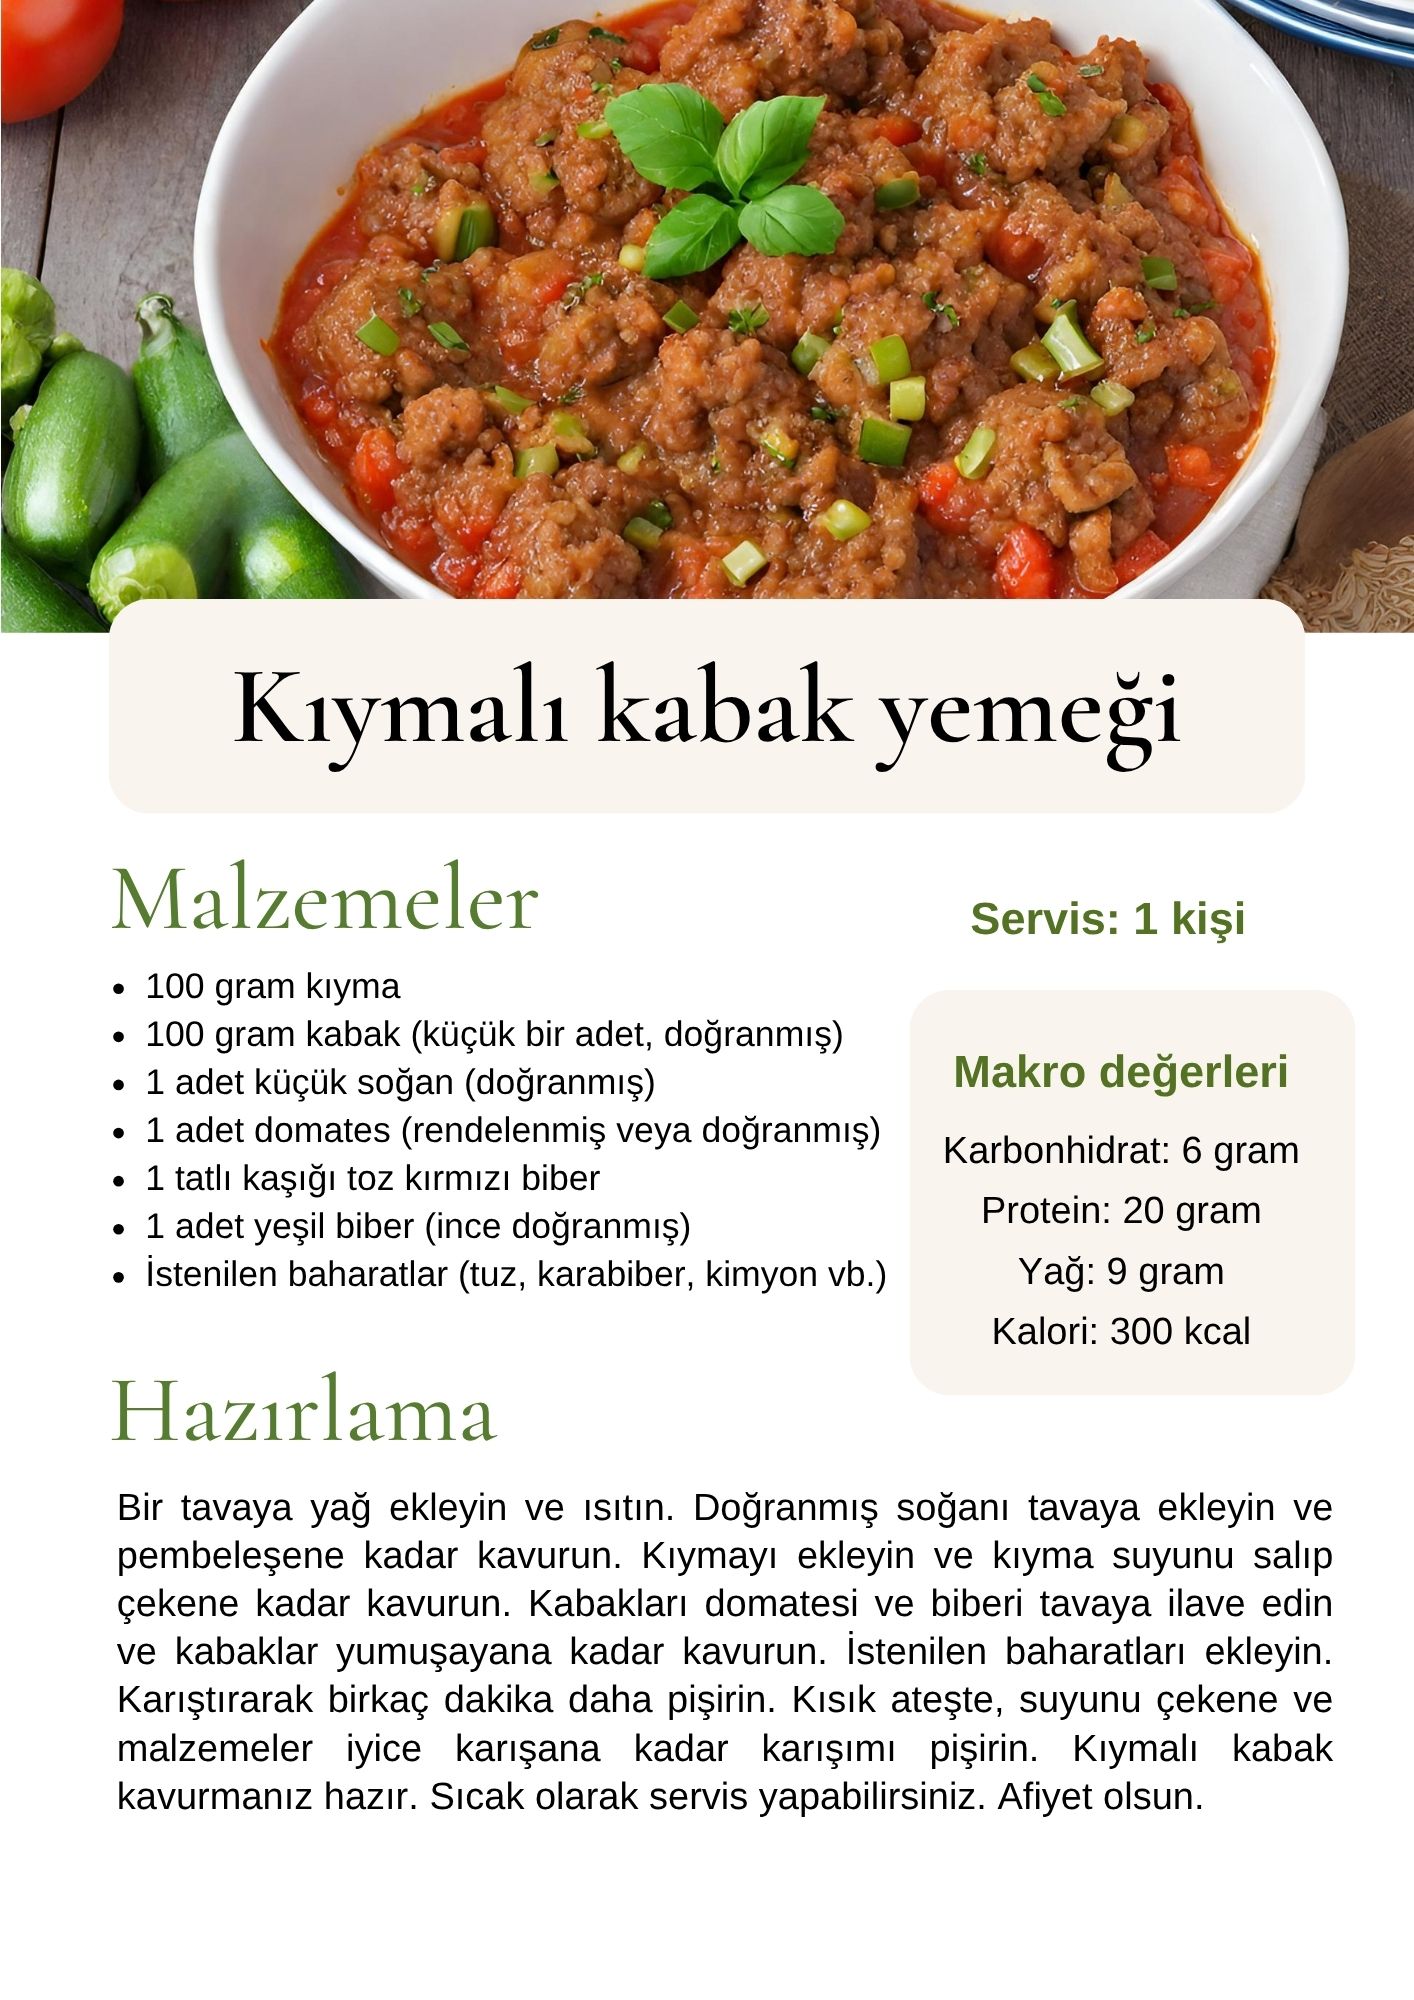 Kıymalı kabak yemeği
Malzemeler
• 100 gram kıyma
• 100 gram kabak (küçük bir adet, doğranmış)
• 1 adet küçük soğan (doğranmış)
• 1 adet domates (rendelenmiş veya doğranmış)
• 1 tatlı kaşığı toz kırmızı biber
• 1 adet yeşil biber (ince doğranmış)
• İstenilen baharatlar (tuz, karabiber, kimyon vb.)
Servis: 1 kişi
Makro değerleri
Karbonhidrat: 6 gram
Protein: 20 gram
Yağ: 9 gram
Kalori: 300 kcal
Hazırlama
Bir tavaya yağ ekleyin ve ısıtın. Doğranmış soğanı tavaya ekleyin ve
pembeleşene kadar kavurun. Kıymayı ekleyin ve kıyma suyunu salıp
çekene kadar kavurun. Kabakları domatesi ve biberi tavaya ilave edin
ve kabaklar yumuşayana kadar kavurun. İstenilen baharatları ekleyin.
Karıştırarak birkaç dakika daha pişirin. Kısık ateşte, suyunu çekene ve
malzemeler iyice karışana kadar karışımı pişirin. Kıymalı kabak
kavurmanız hazır. Sıcak olarak servis yapabilirsiniz. Afiyet olsun.